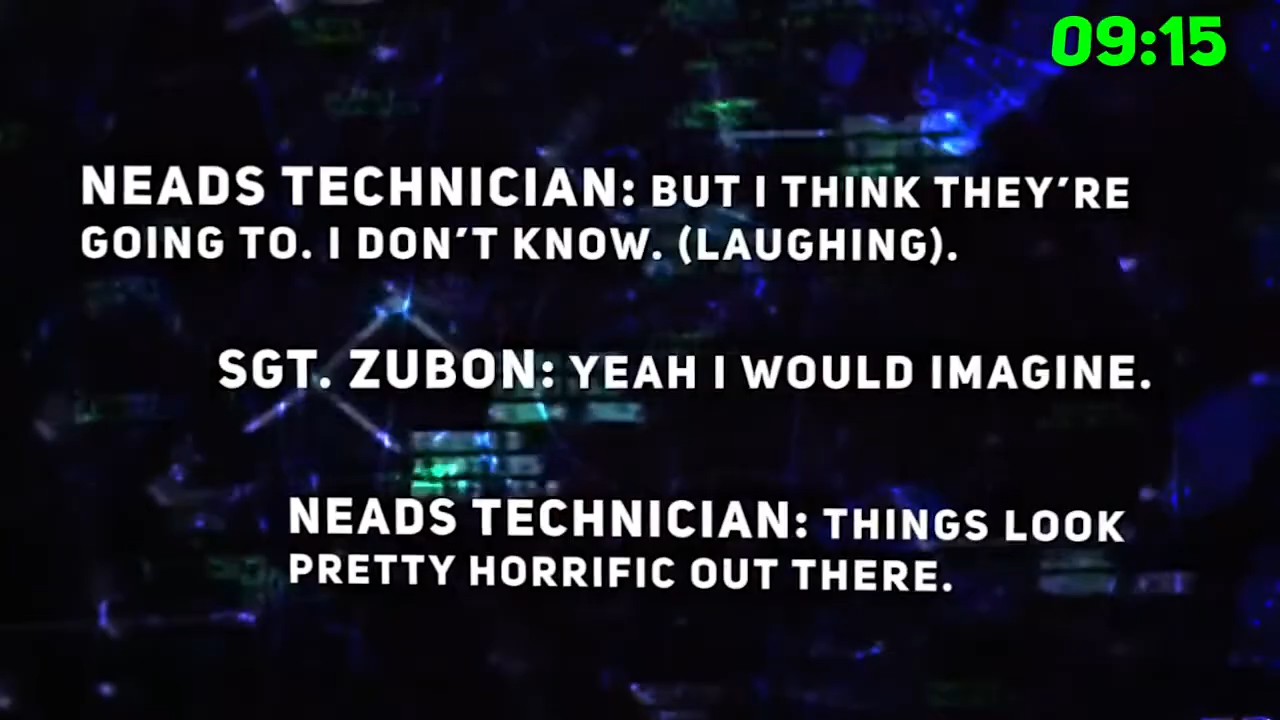 09:15
NEADS TECHNICIAN: BUT I THINK THEY'RE
GOING TO. I DON'T KNOW. (LAUGHING).
SGT. ZUBON: YEAH I WOULD IMAGINE.
NEADS TECHNICIAN: THINGS LOOK
PRETTY HORRIFIC OUT THERE.